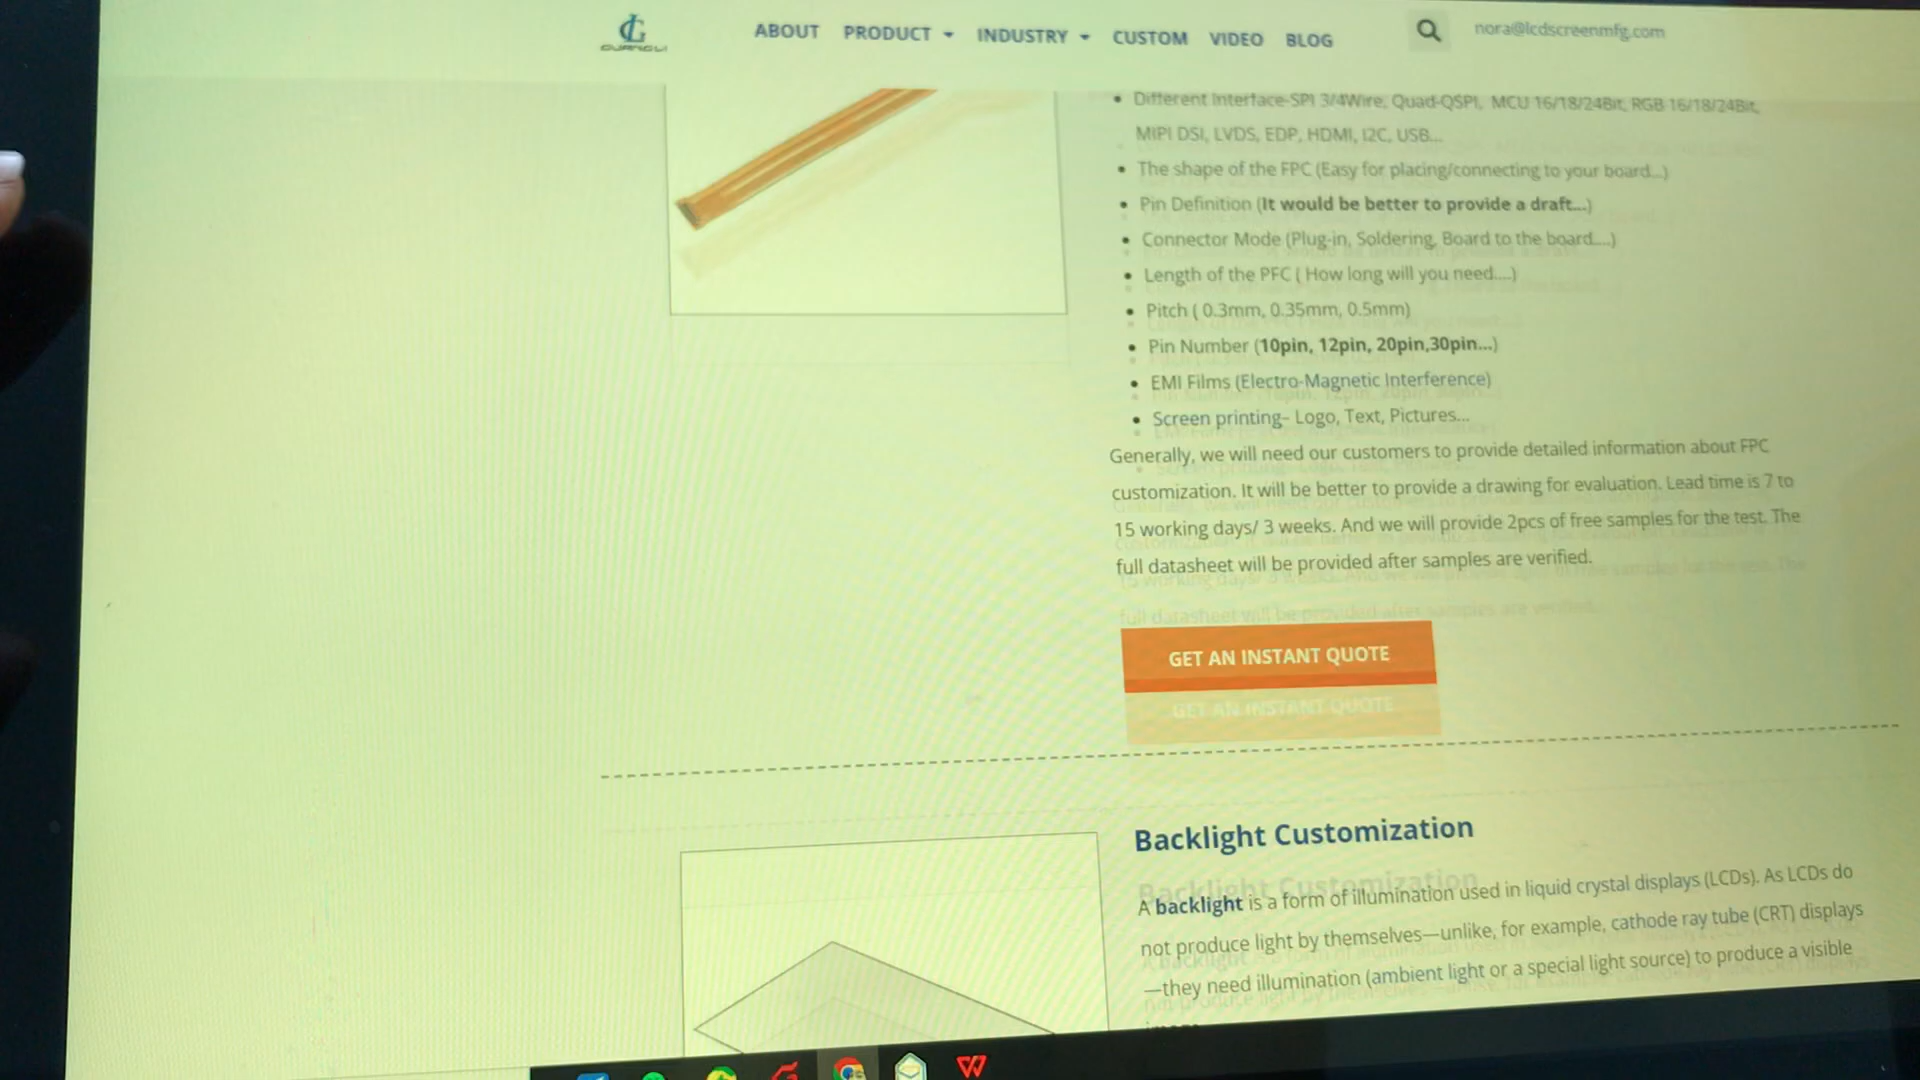 GUANGLI
ABOUT PRODUCT INDUSTRY CUSTOM VIDEO BLOG nora@lcdscreenmfg.com
Different Interface-SPI 3/4Wire, Quad-QSPI, MCU 16/18/24Bit, RGB 16/18/24Bit,
MIPI DSI, LVDS, EDP, HDMI, I2C, USB...
The shape of the FPC (Easy for placing/connecting to your board...)
Pin Definition (It would be better to provide a draft...)
Connector Mode (Plug-in, Soldering, Board to the board....)
Length of the PFC ( How long will you need....)
Pitch ( 0.3mm, 0.35mm, 0.5mm)
Pin Number (10pin, 12pin, 20pin,30pin...)
EMI Films (Electro-Magnetic Interference)
Screen printing– Logo, Text, Pictures...
Generally, we will need our customers to provide detailed information about FPC
customization. It will be better to provide a drawing for evaluation. Lead time is 7 to
15 working days/ 3 weeks. And we will provide 2pcs of free samples for the test. The
full datasheet will be provided after samples are verified.
GET AN INSTANT QUOTE
Backlight Customization
A backlight is a form of illumination used in liquid crystal displays (LCDs). As LCDs do
not produce light by themselves—unlike, for example, cathode ray tube (CRT) displays
—they need illumination (ambient light or a special light source) to produce a visible